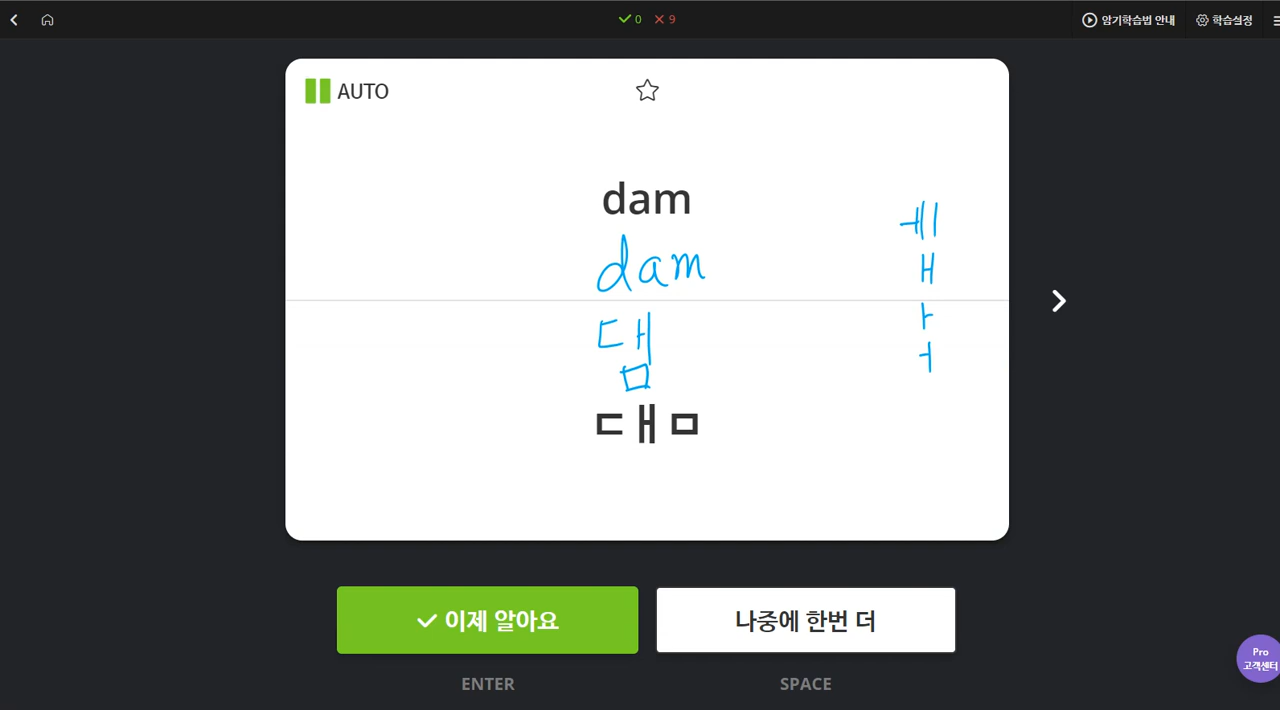 0 9 암기학습법 안내 학습설정
AUTO
dam
dam
ㅔㅣ
ㅐ
ㅏ
ㅓ
댐
ㄷㅐㅁ
이제 알아요 나중에 한번 더
ENTER SPACE
Pro
고객센터